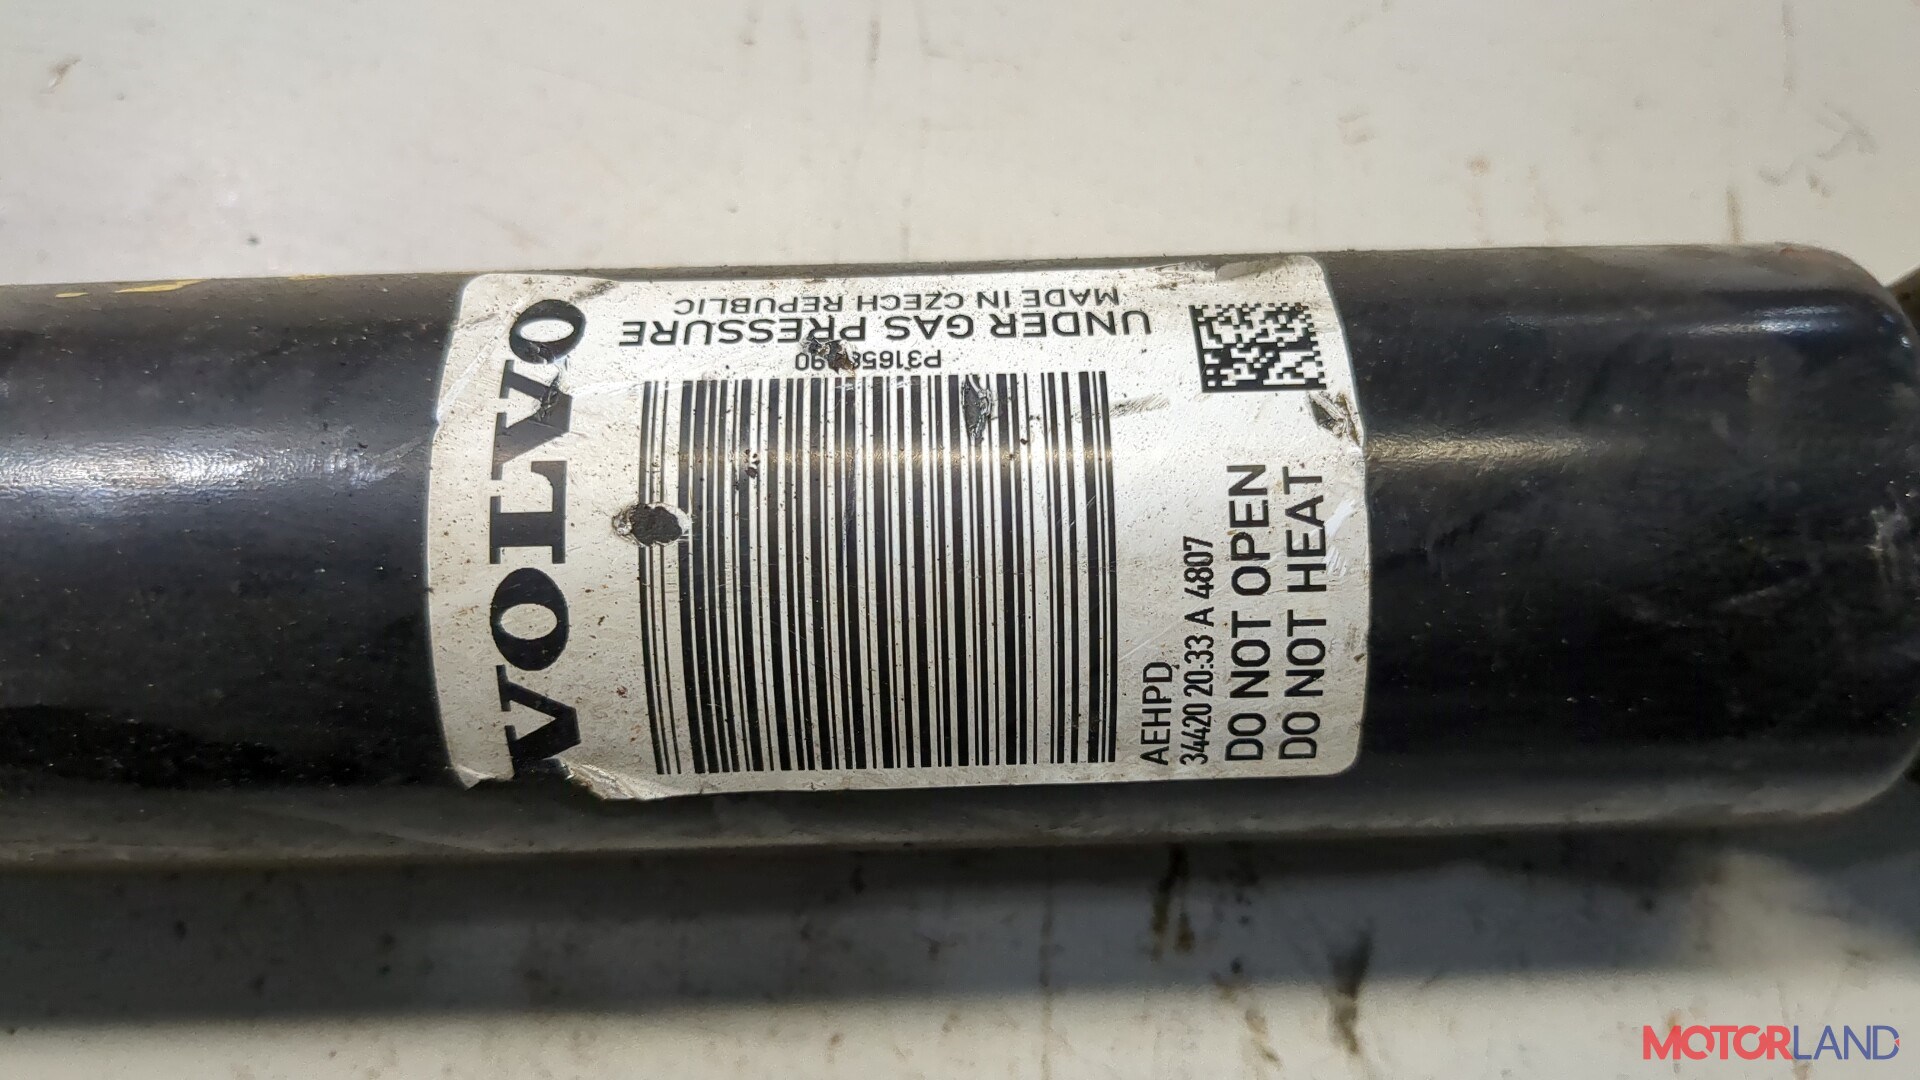 VOLVO
MADE IN CZECH REPUBLIC
UNDER GAS PRESSURE
AEHPD
34420 20:33 A 4807
DO NOT OPEN
DO NOT HEAT
MOTORLAND